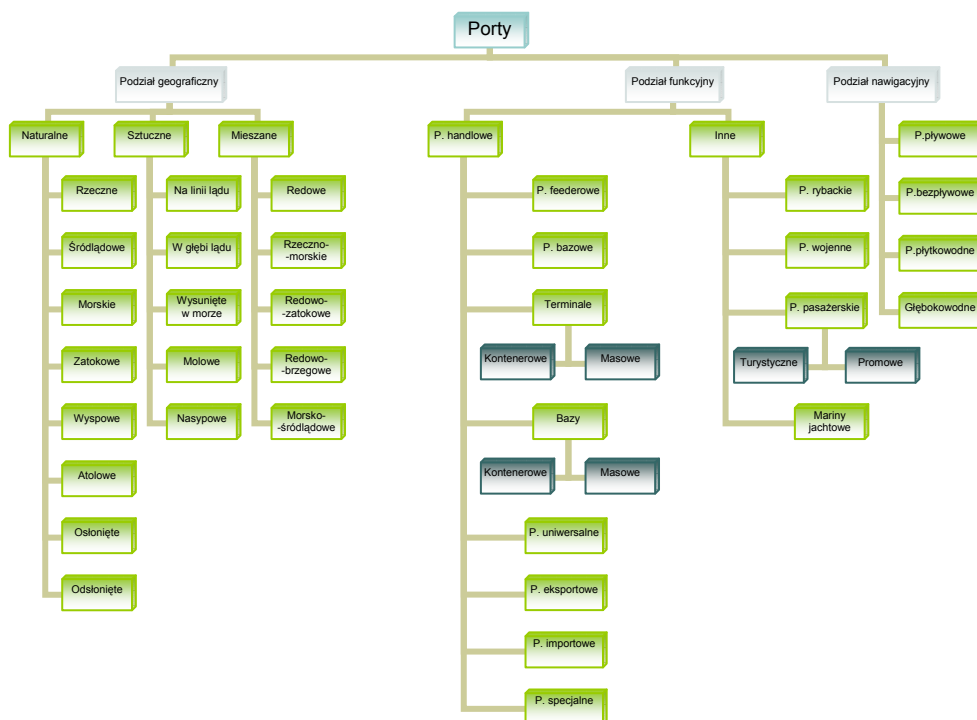 Porty
Podział geograficzny
Podział funkcyjny
Podział nawigacyjny
Naturalne
Sztuczne
Mieszane
P. handlowe
Inne
P.pływowe
Rzeczne
Na linii lądu
Redowe
P. feederowe
P. rybackie
P.bezpływowe
Śródlądowe
W głębi lądu
Rzeczno-
-morskie
P. bazowe
P. wojenne
P.płytkowodne
Morskie
Wysunięte
w morze
Redowo-
-zatokowe
Terminale
P. pasażerskie
Głębokowodne
Zatokowe
Molowe
Redowo-
-brzegowe
Kontenerowe
Masowe
Turystyczne
Promowe
Wyspowe
Nasypowe
Morsko-
-śródlądowe
Bazy
Mariny
jachtowe
Atolowe
Kontenerowe
Masowe
Osłonięte
P. uniwersalne
Odsłonięte
P. eksportowe
P. importowe
P. specjalne